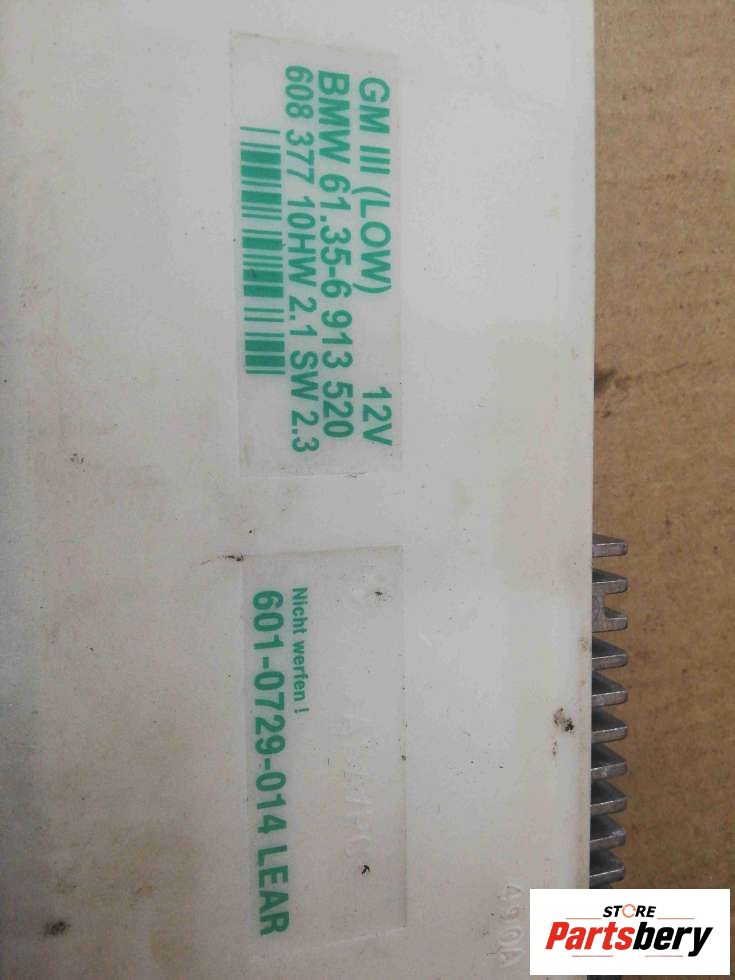 GM III (LOW) 12V
BMW 61.35-6 913 520
608 377 10HW 2.1 SW 2.3
Nicht werfen !
601-0729-014 LEAR
STORE
Partsbery